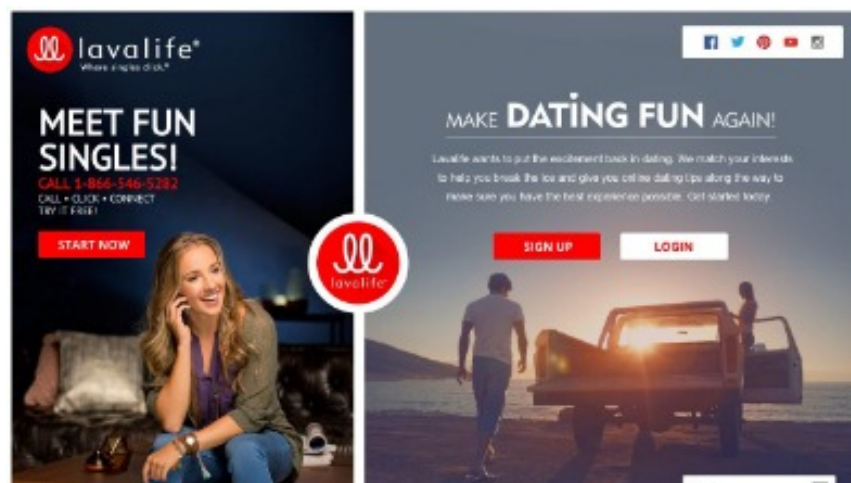 lavalife®
Where singles click.®
MEET FUN
SINGLES!
CALL 1-866-546-5282
CALL • CLICK • CONNECT
TRY IT FREE!
START NOW
lavalife®
MAKE DATING FUN AGAIN!
Lavalife wants to put the excitement back in dating. We match your interests
to help you break the ice and give you online dating tips along the way to
make sure you have the best experience possible. Get started today.
SIGN UP
LOGIN